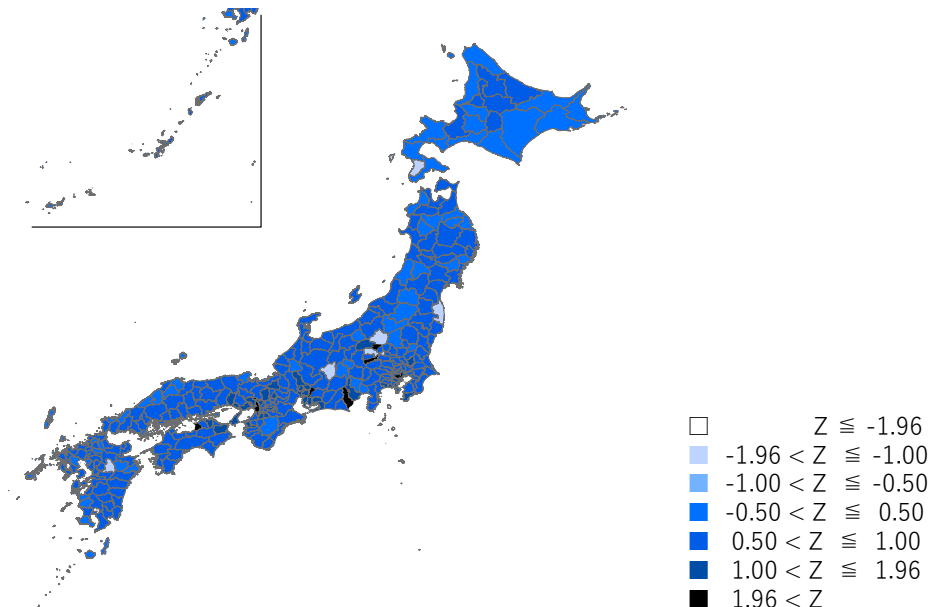 Z ≦ -1.96
-1.96 < Z ≦ -1.00
-1.00 < Z ≦ -0.50
-0.50 < Z ≦ 0.50
0.50 < Z ≦ 1.00
1.00 < Z ≦ 1.96
1.96 < Z